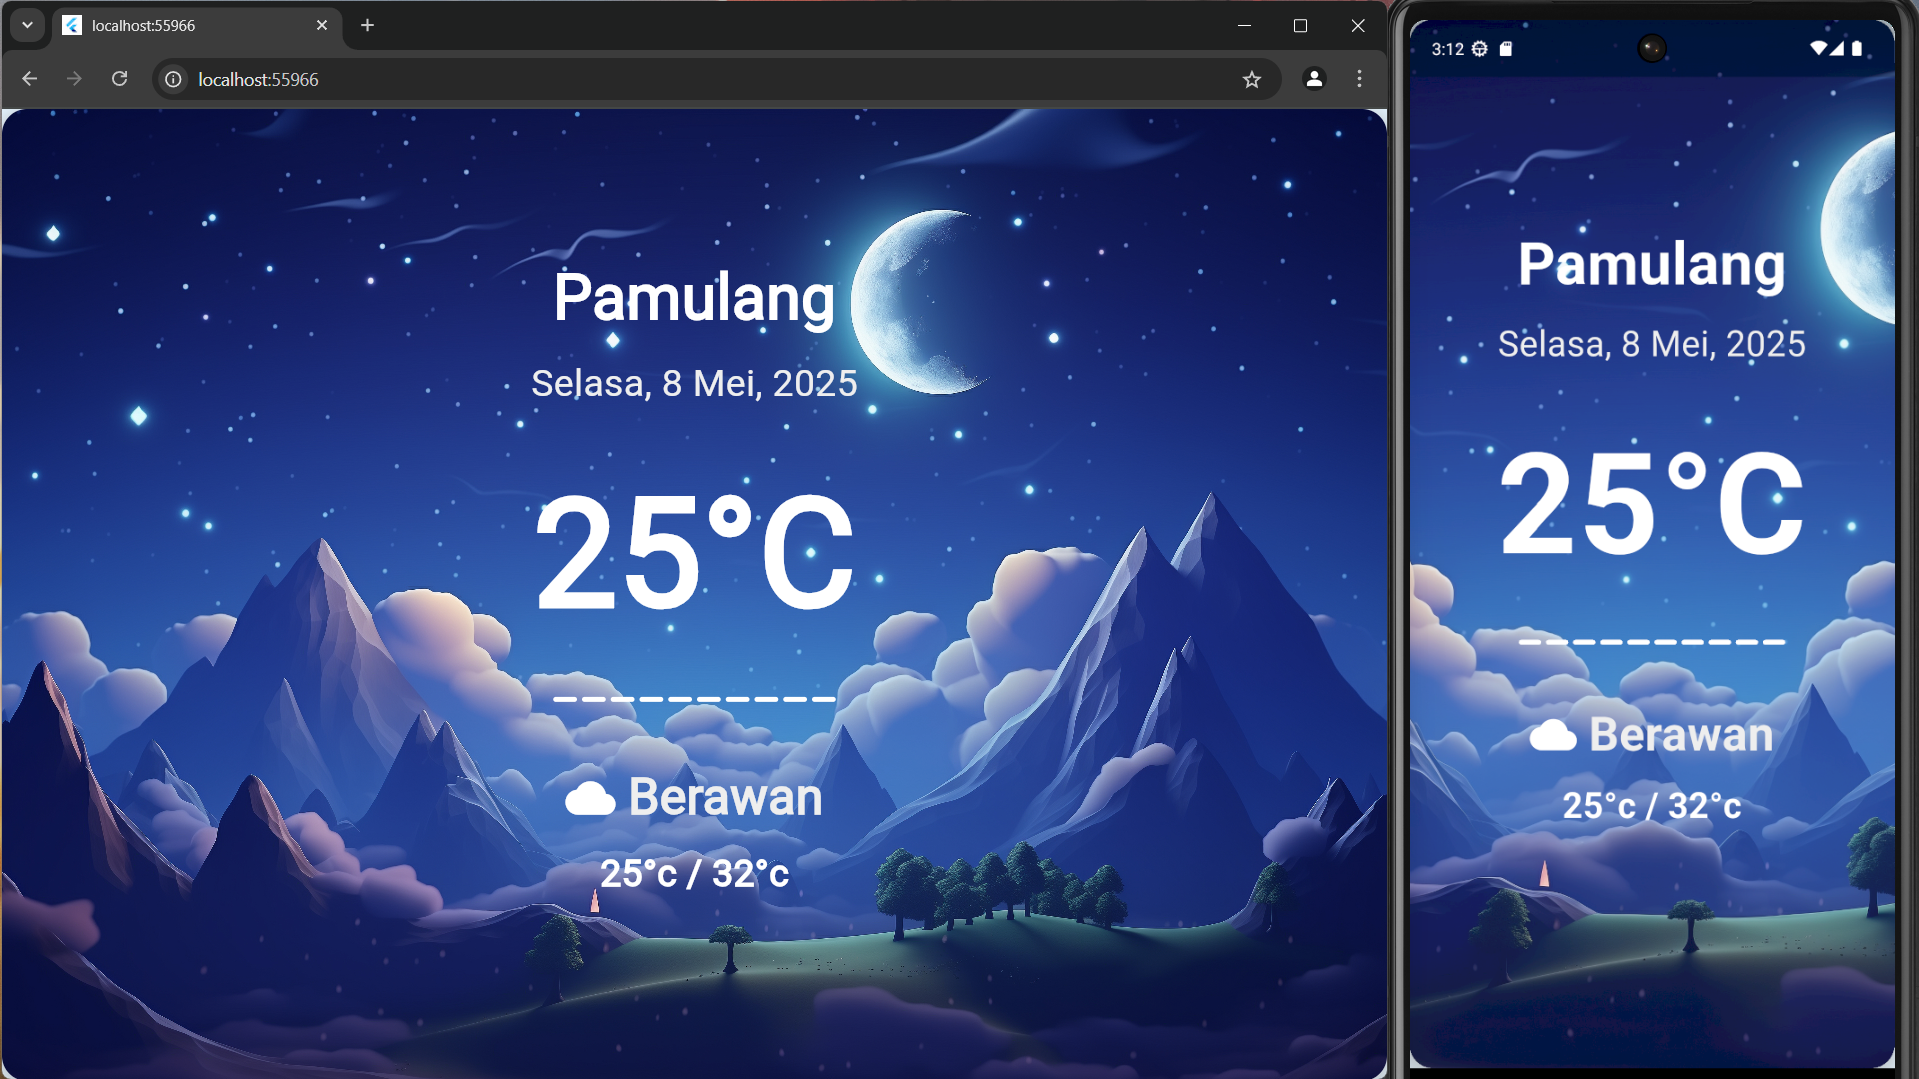 localhost:55966
localhost:55966
Pamulang
Selasa, 8 Mei, 2025
25°C
Berawan
25°c / 32°c
3:12
Pamulang
Selasa, 8 Mei, 2025
25°C
Berawan
25°c / 32°c